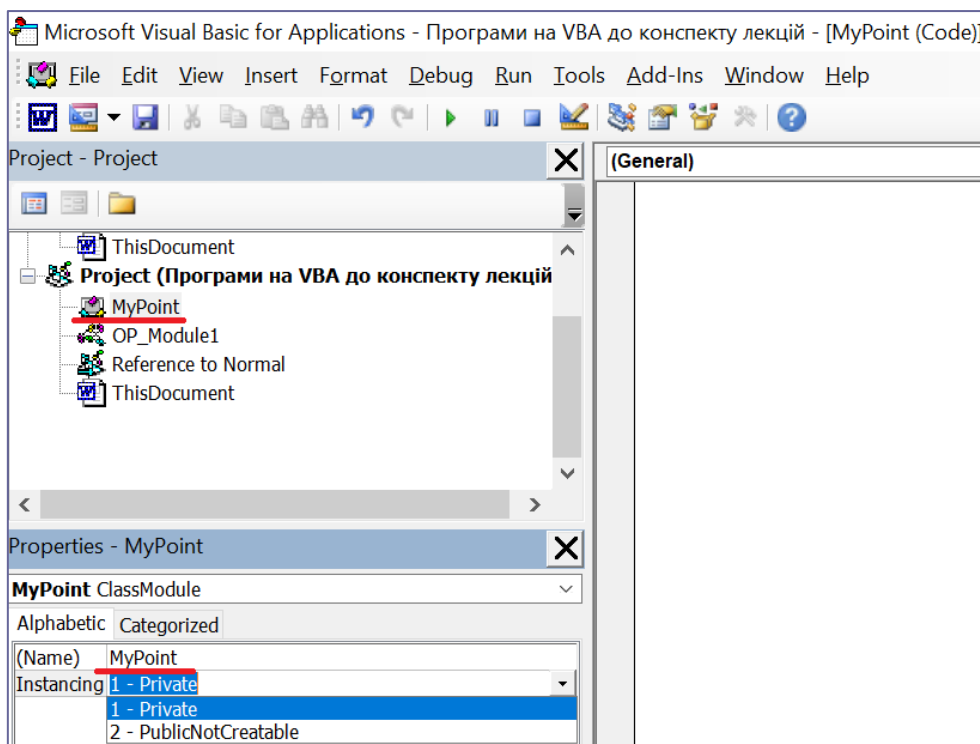 Microsoft Visual Basic for Applications - Програми на VBA до конспекту лекцій - [MyPoint (Code)]
File Edit View Insert Format Debug Run Tools Add-Ins Window Help
Project - Project
(General)
ThisDocument
Project (Програми на VBA до конспекту лекцій
MyPoint
OP_Module1
Reference to Normal
ThisDocument
Properties - MyPoint
MyPoint ClassModule
Alphabetic Categorized
(Name) MyPoint
Instancing 1 - Private
1 - Private
2 - PublicNotCreatable